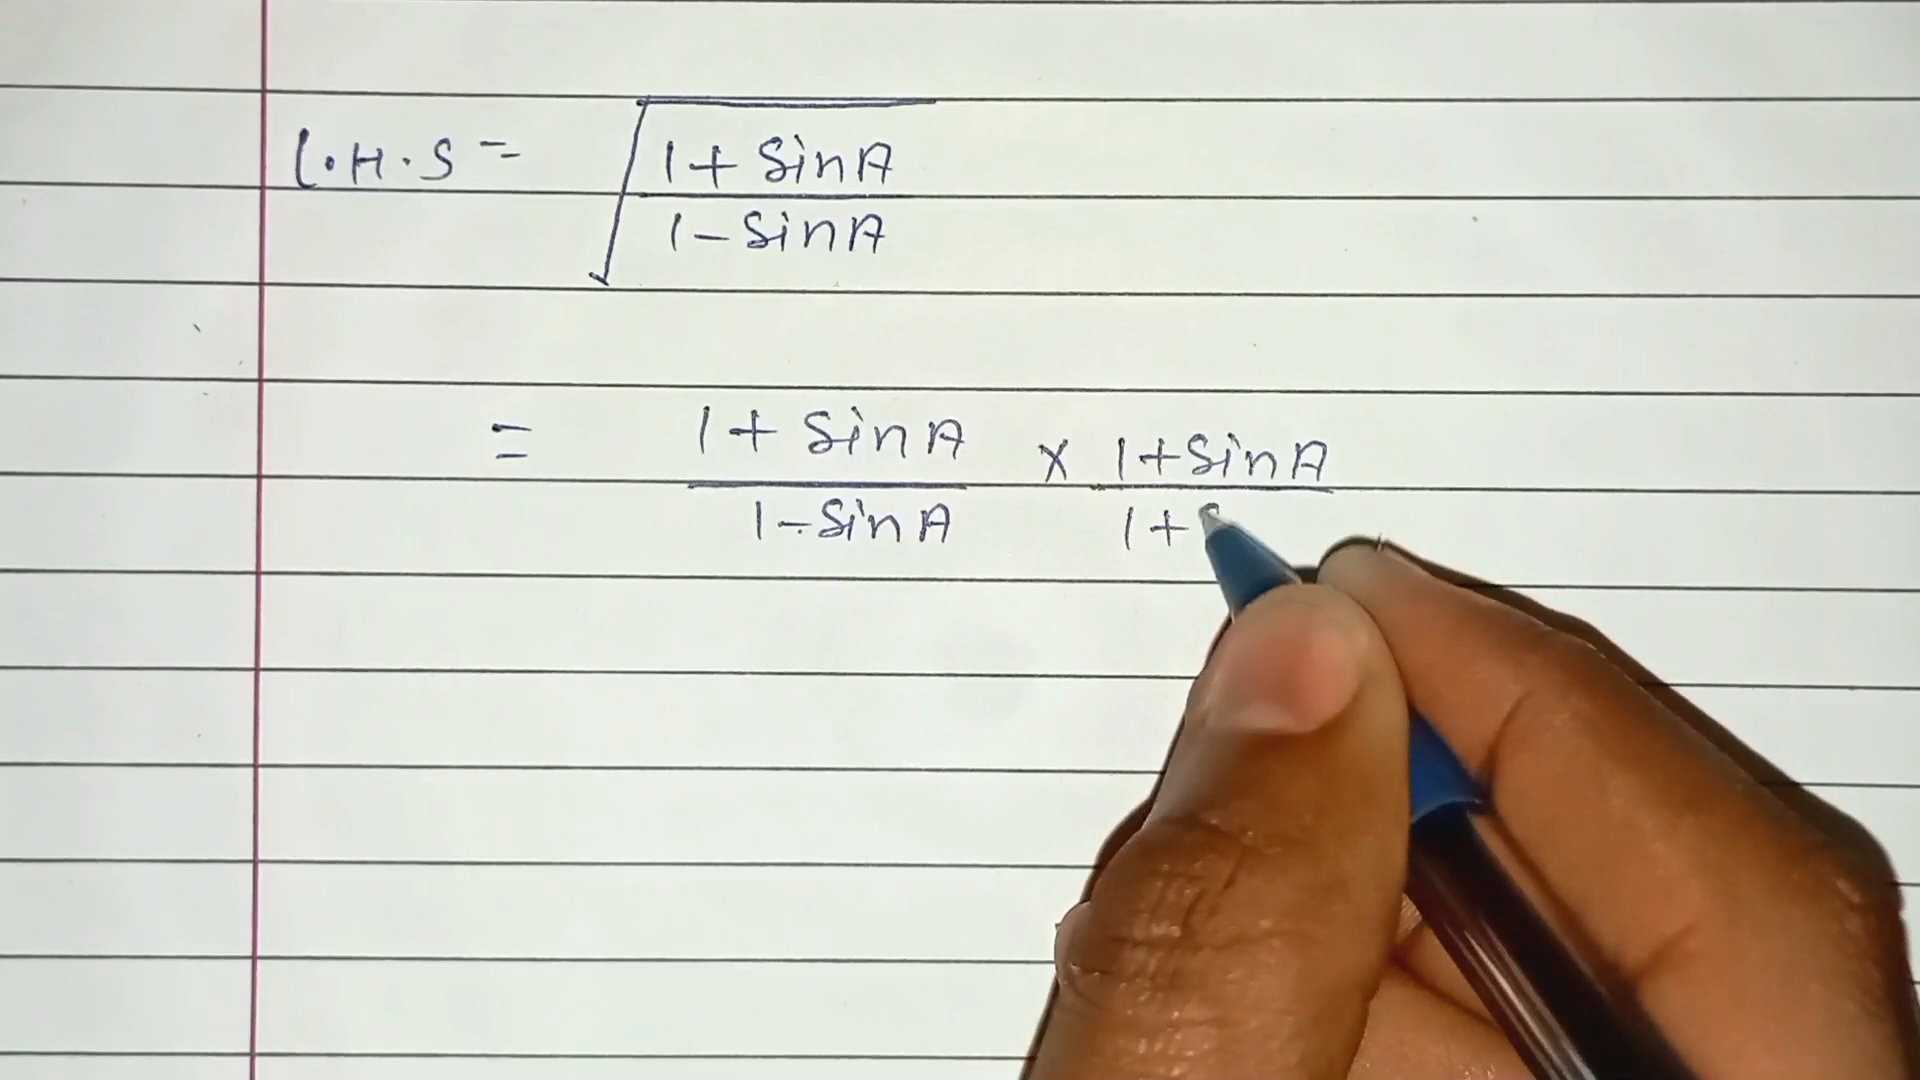 L.H.S = √(1 + sinA / 1 - sinA)
= 1 + sinA / 1 - sinA × 1 + sinA / 1 +